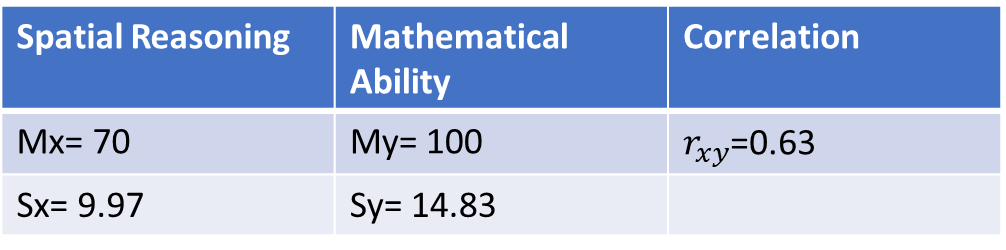 Spatial Reasoning
Mathematical
Ability
Correlation
Mx= 70
My= 100
rxy=0.63
Sx= 9.97
Sy= 14.83